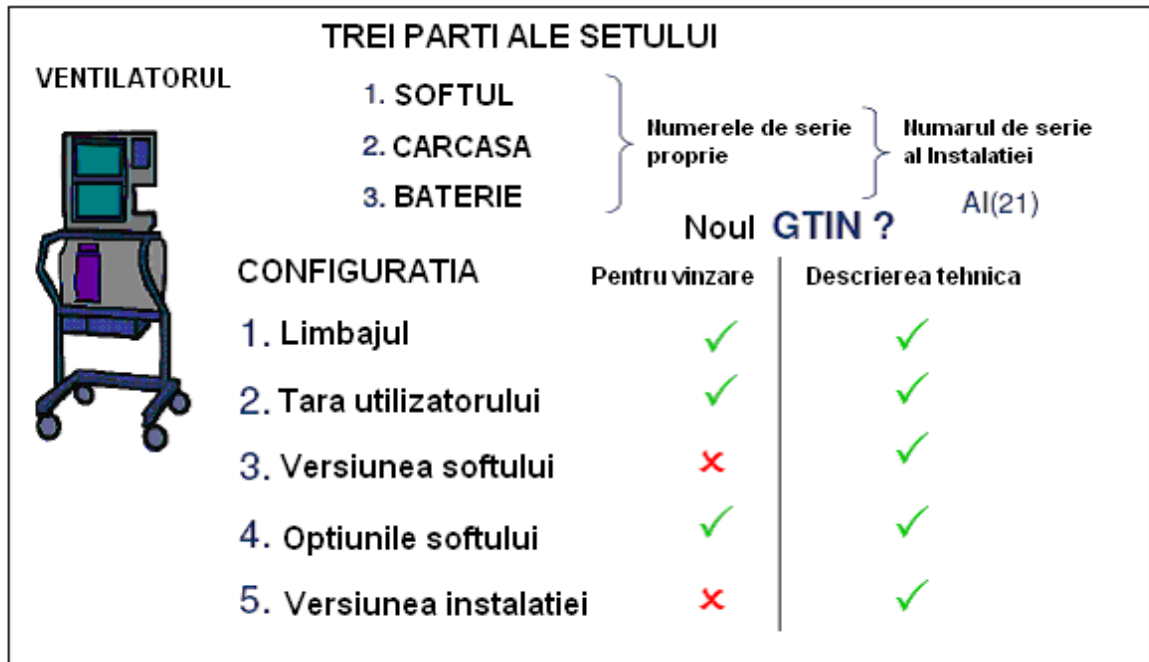 TREI PARTI ALE SETULUI
VENTILATORUL
1. SOFTUL
2. CARCASA
3. BATERIE
Numerele de serie
proprie
Numarul de serie
al Instalatiei
AI(21)
Noul GTIN ?
CONFIGURATIA
Pentru vinzare
Descrierea tehnica
1. Limbajul
2. Tara utilizatorului
3. Versiunea softului
4. Optiunile softului
5. Versiunea instalatiei